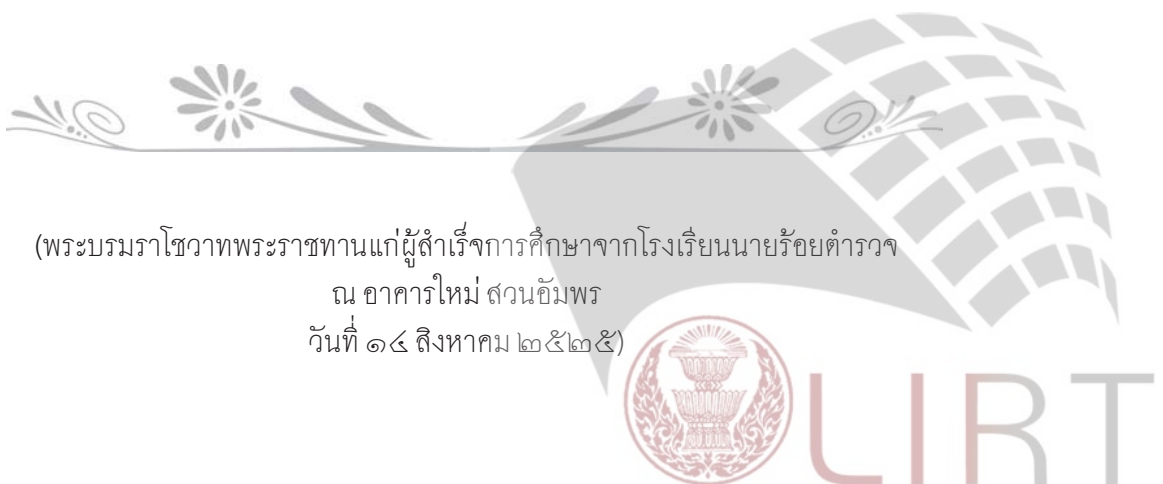 (พระบรมราโชวาทพระราชทานแก่ผู้สำเร็จการศึกษาจากโรงเรียนนายร้อยตำรวจ
ณ อาคารใหม่ สวนอัมพร
วันที่ ๑๔ สิงหาคม ๒๕๒๕)
LIRT